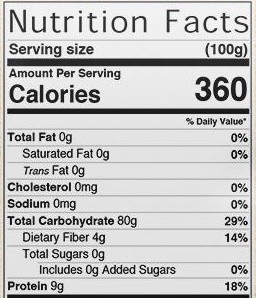 Nutrition Facts
Serving size (100g)
Amount Per Serving
Calories 360
% Daily Value*
Total Fat 0g 0%
Saturated Fat 0g 0%
Trans Fat 0g
Cholesterol 0mg 0%
Sodium 0mg 0%
Total Carbohydrate 80g 29%
Dietary Fiber 4g 14%
Total Sugars 0g
Includes 0g Added Sugars 0%
Protein 9g 18%